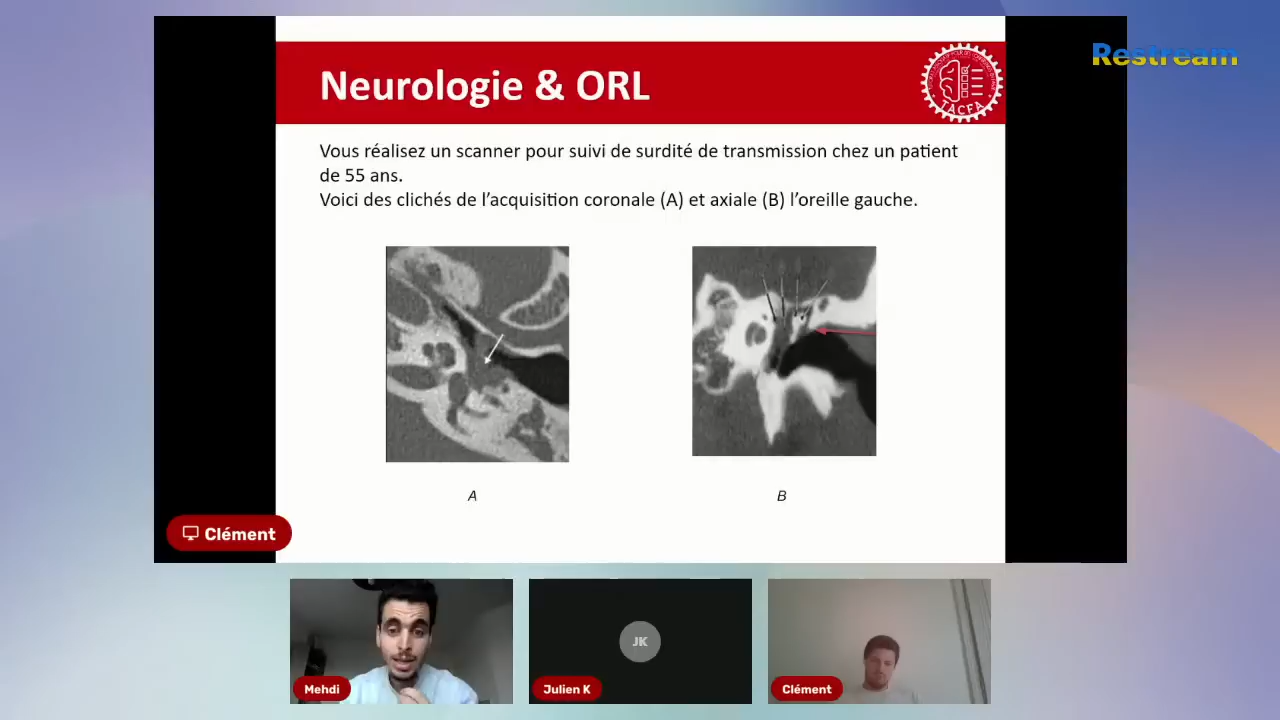 Restream
Neurologie & ORL
TACFA
Vous réalisez un scanner pour suivi de surdité de transmission chez un patient
de 55 ans.
Voici des clichés de l'acquisition coronale (A) et axiale (B) l'oreille gauche.
A
B
Clément
JK
Mehdi
Julien K
Clément